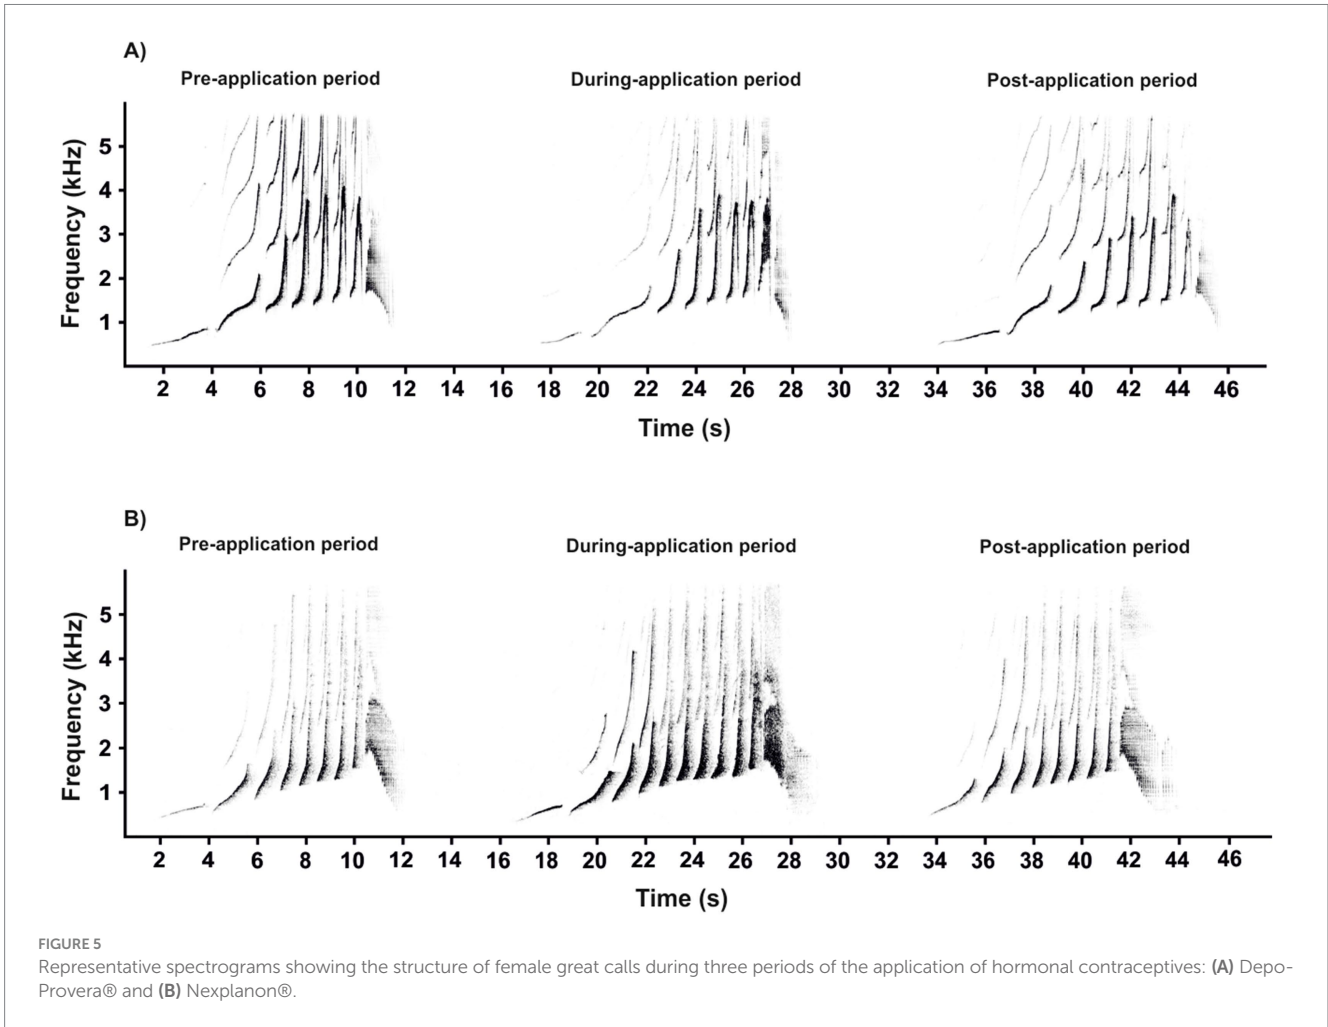 A)
Pre-application period
During-application period
Post-application period
Frequency (kHz)
5
4
3
2
1
2 4 6 8 10 12 14 16 18 20 22 24 26 28 30 32 34 36 38 40 42 44 46
Time (s)
B)
Pre-application period
During-application period
Post-application period
Frequency (kHz)
5
4
3
2
1
2 4 6 8 10 12 14 16 18 20 22 24 26 28 30 32 34 36 38 40 42 44 46
Time (s)
FIGURE 5
Representative spectrograms showing the structure of female great calls during three periods of the application of hormonal contraceptives: (A) Depo-
Provera® and (B) Nexplanon®.